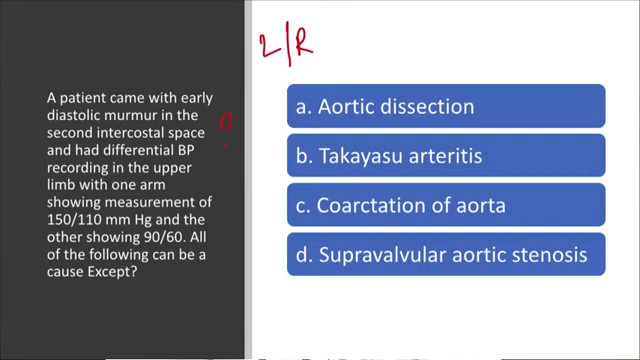 2/R
A patient came with early
diastolic murmur in the
second intercostal space
and had differential BP
recording in the upper
limb with one arm
showing measurement of
150/110 mm Hg and the
other showing 90/60. All
of the following can be a
cause Except?
a. Aortic dissection
b. Takayasu arteritis
c. Coarctation of aorta
d. Supravalvular aortic stenosis